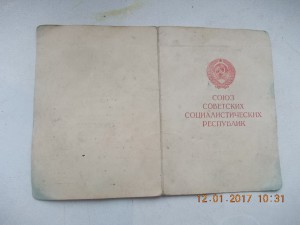 СОЮЗ
СОВЕТСКИХ
СОЦИАЛИСТИЧЕСКИХ
РЕСПУБЛИК
12.01.2017 10:31